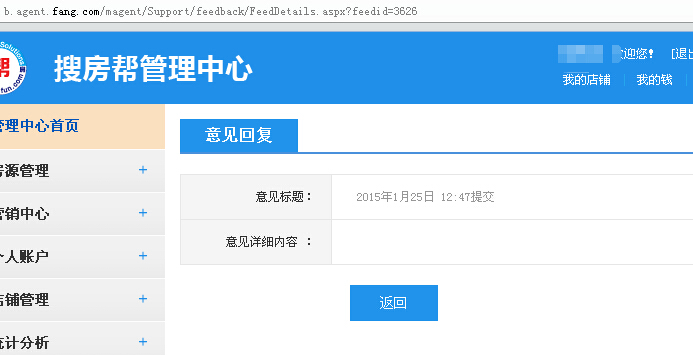 b.agent.fang.com/magent/Support/feedback/FeedDetails.aspx?feedid=3626
帮
搜房帮管理中心
欢迎您! [退出
我的店铺 我的钱
管理中心首页
房源管理 +
营销中心 +
个人账户 +
店铺管理 +
统计分析 +
意见回复
意见标题： 2015年1月25日 12:47提交
意见详细内容 ：
返回